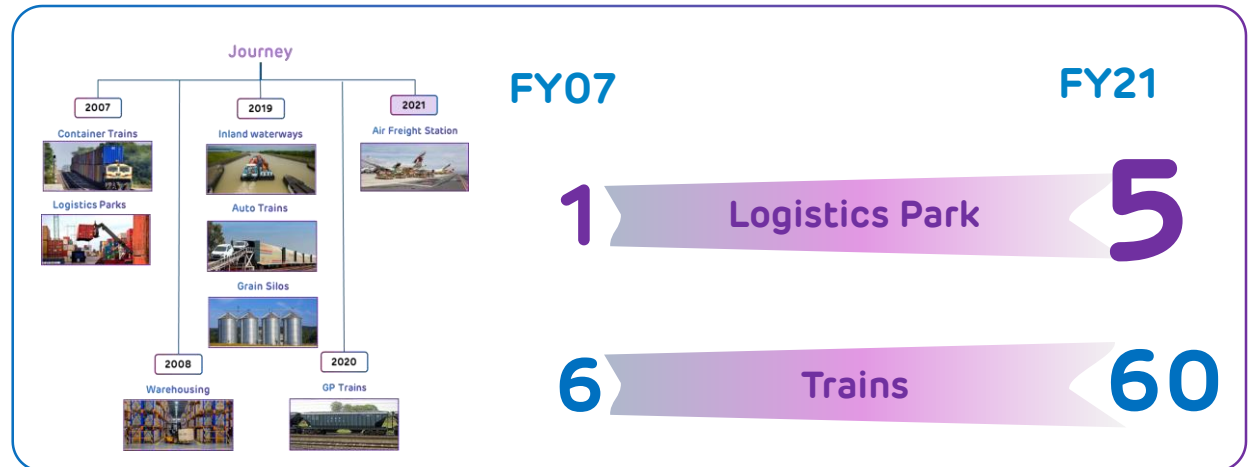 Journey
2007
Container Trains
Logistics Parks
2008
Warehousing
2019
Inland waterways
Auto Trains
Grain Silos
2020
GP Trains
2021
Air Freight Station
FY07
FY21
1
Logistics Park
5
6
Trains
60